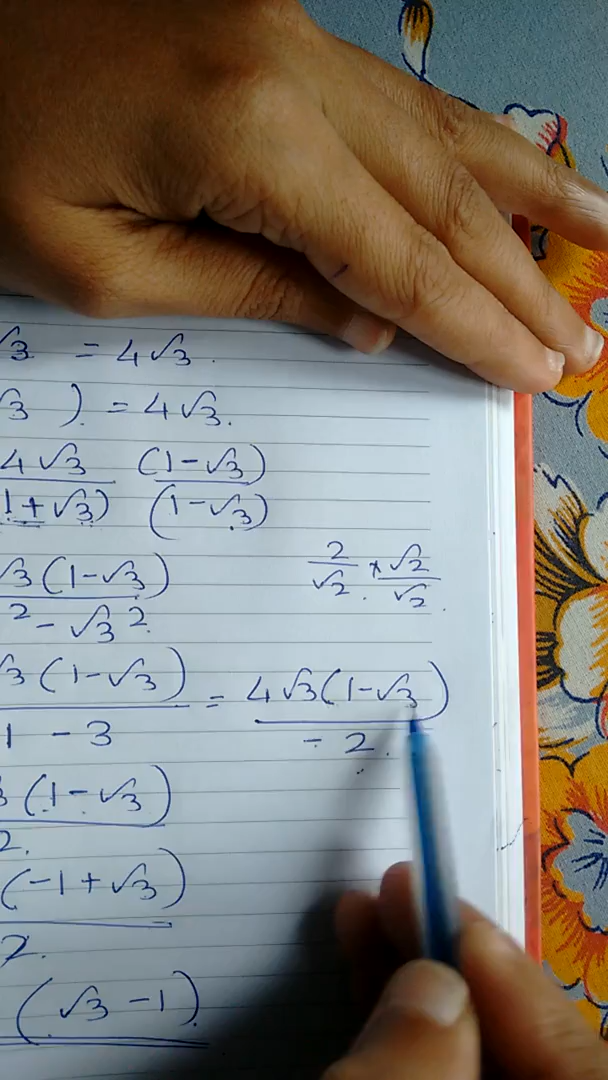 √3 = 4√3.
√3 ) = 4√3.
4√3 (1-√3)
1+√3) (1-√3)
2/√2 × √2/√2.
√3(1-√3)
2 - √3 2
√3(1-√3) = 4√3(1-√3)
1 - 3 - 2.
3(1-√3)
2.
(-1+√3)
2.
(√3-1)